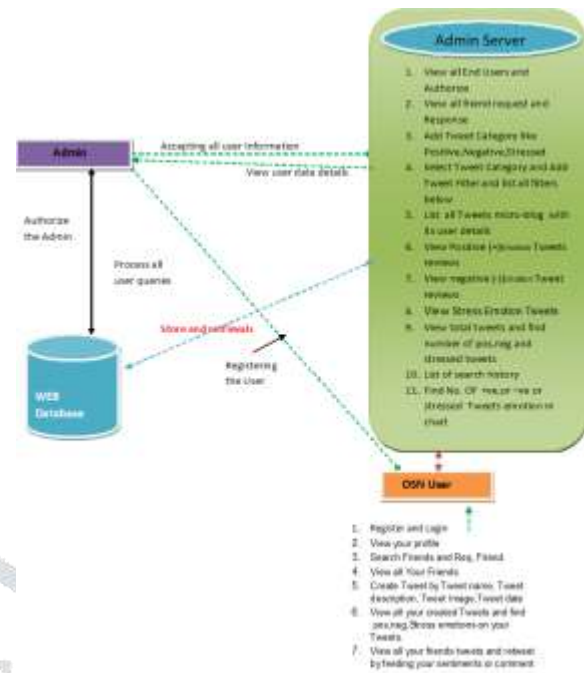 Admin Server
1. View all End Users and
Authorize
2. View all friend request and
Response
3. Add Tweet Category like
Positive,Negative,Stressed
4. Select Tweet Category and Add
Tweet Filter and list all filters
below
5. List all Tweets micro-blog with
its user details
6. View Positive Tweets
reviews
7. View negative Tweet
reviews
8. View Stress Emotion Tweets
9. View total tweets and find
number of pos,neg and
stressed tweets
10. List of search history
11. Find No. Of +ve,or -ve or
stressed Tweets emotion in
chart
Admin
Accepting all user Information
View user data details
Authorize
the Admin
Process all
user queries
Store and retrievals
Registering
the User
WEB
Database
OSN User
1. Register and Login
2. View your profile
3. Search Friends and Req, Friend
4. View all Your Friends
5. Create Tweet by Tweet name, Tweet
description, Tweet Image,Tweet date
6. View all your created Tweets and find
pos,neg,Stress emotions on your
Tweets
7. View all your friends tweets and retweet
by feeding your sentiments or comment